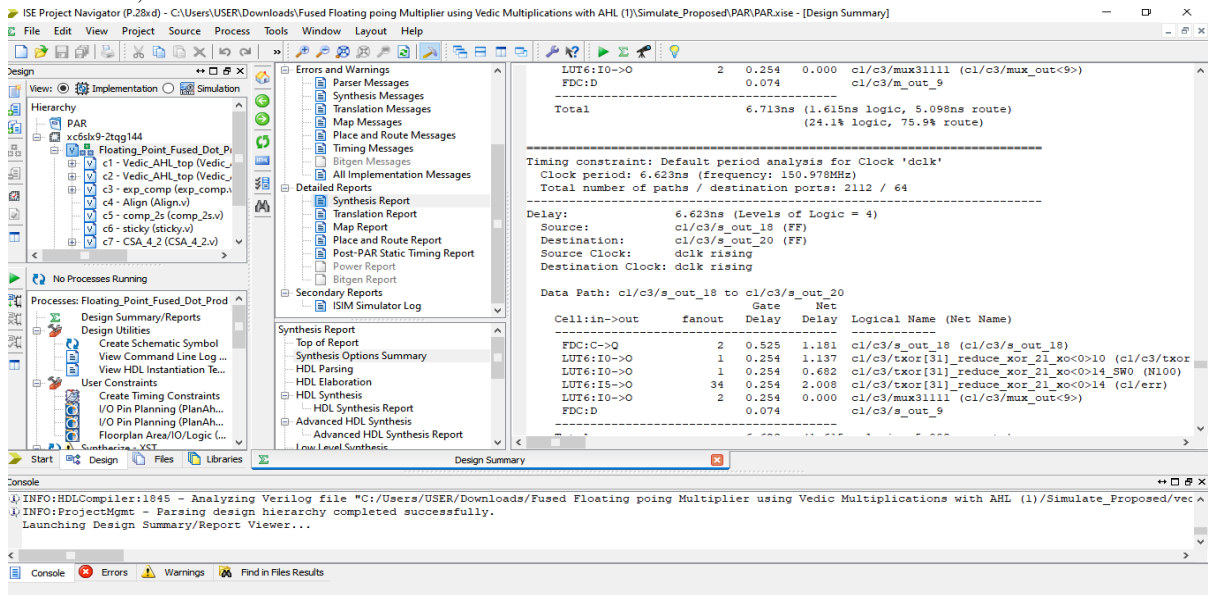 ISE Project Navigator (P.28xd) - C:\Users\USER\Downloads\Fused Floating poing Multiplier using Vedic Multiplications with AHL (1)\Simulate_Proposed\PAR\PAR.xise - [Design Summary]
File Edit View Project Source Process Tools Window Layout Help
Design
View: Implementation Simulation
Hierarchy
PAR
xc6slx9-2tqg144
Floating_Point_Fused_Dot_P
c1 - Vedic_AHL_top (Vedic_
c2 - Vedic_AHL_top (Vedic_
c3 - exp_comp (exp_comp.v
c4 - Align (Align.v)
c5 - comp_2s (comp_2s.v)
c6 - sticky (sticky.v)
c7 - CSA_4_2 (CSA_4_2.v)
No Processes Running
Processes: Floating_Point_Fused_Dot_Prod
Design Summary/Reports
Design Utilities
Create Schematic Symbol
View Command Line Log ...
View HDL Instantiation Te...
User Constraints
Create Timing Constraints
I/O Pin Planning (PlanAh...
I/O Pin Planning (PlanAh...
Floorplan Area/IO/Logic (...
Synthesize - XST
Start Design Files Libraries
Errors and Warnings
Parser Messages
Synthesis Messages
Translation Messages
Map Messages
Place and Route Messages
Timing Messages
Bitgen Messages
All Implementation Messages
Detailed Reports
Synthesis Report
Translation Report
Map Report
Place and Route Report
Post-PAR Static Timing Report
Power Report
Bitgen Report
Secondary Reports
ISIM Simulator Log
Synthesis Report
Top of Report
Synthesis Options Summary
HDL Parsing
HDL Elaboration
HDL Synthesis
HDL Synthesis Report
Advanced HDL Synthesis
Advanced HDL Synthesis Report
Low Level Synthesis
LUT6:I0->O 2 0.254 0.000 c1/c3/mux31111 (c1/c3/mux_out<9>)
FDC:D 0.074 c1/c3/m_out_9
----------------------------------------
Total 6.713ns (1.615ns logic, 5.098ns route)
(24.1% logic, 75.9% route)
=========================================================================
Timing constraint: Default period analysis for Clock 'dclk'
Clock period: 6.623ns (frequency: 150.978MHz)
Total number of paths / destination ports: 2112 / 64
-------------------------------------------------------------------------
Delay: 6.623ns (Levels of Logic = 4)
Source: c1/c3/s_out_18 (FF)
Destination: c1/c3/s_out_20 (FF)
Source Clock: dclk rising
Destination Clock: dclk rising
Data Path: c1/c3/s_out_18 to c1/c3/s_out_20
Gate Net
Cell:in->out fanout Delay Delay Logical Name (Net Name)
---------------------------------------- ------------
FDC:C->Q 2 0.525 1.181 c1/c3/s_out_18 (c1/c3/s_out_18)
LUT6:I0->O 1 0.254 1.137 c1/c3/txor[31]_reduce_xor_21_xo<0>10 (c1/c3/txor
LUT6:I0->O 1 0.254 0.682 c1/c3/txor[31]_reduce_xor_21_xo<0>14_SW0 (N100)
LUT6:I5->O 34 0.254 2.008 c1/c3/txor[31]_reduce_xor_21_xo<0>14 (c1/err)
LUT6:I0->O 2 0.254 0.000 c1/c3/mux31111 (c1/c3/mux_out<9>)
FDC:D 0.074 c1/c3/s_out_9
----------------------------------------
Design Summary
Console
INFO:HDLCompiler:1845 - Analyzing Verilog file "C:/Users/USER/Downloads/Fused Floating poing Multiplier using Vedic Multiplications with AHL (1)/Simulate_Proposed/vec
INFO:ProjectMgmt - Parsing design hierarchy completed successfully.
Launching Design Summary/Report Viewer...
Console Errors Warnings Find in Files Results